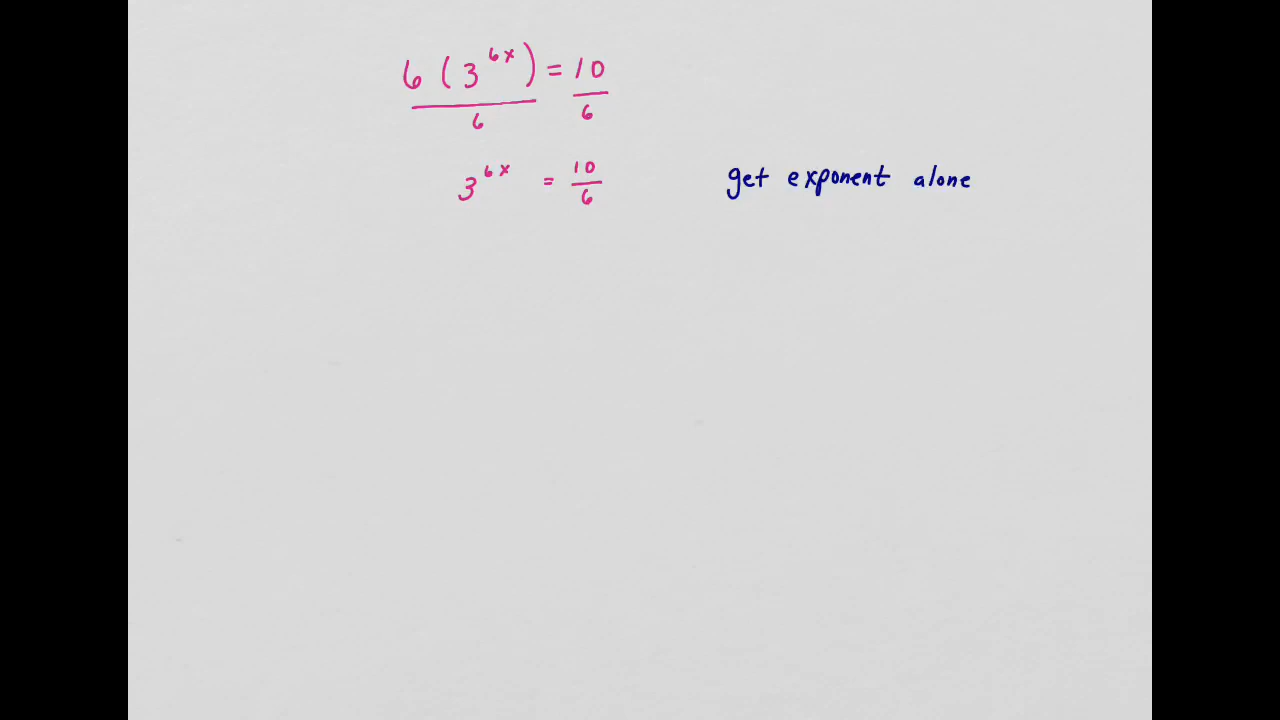 6 ( 3^{6x} ) = 10
6 6
3^{6x} = 10/6 get exponent alone